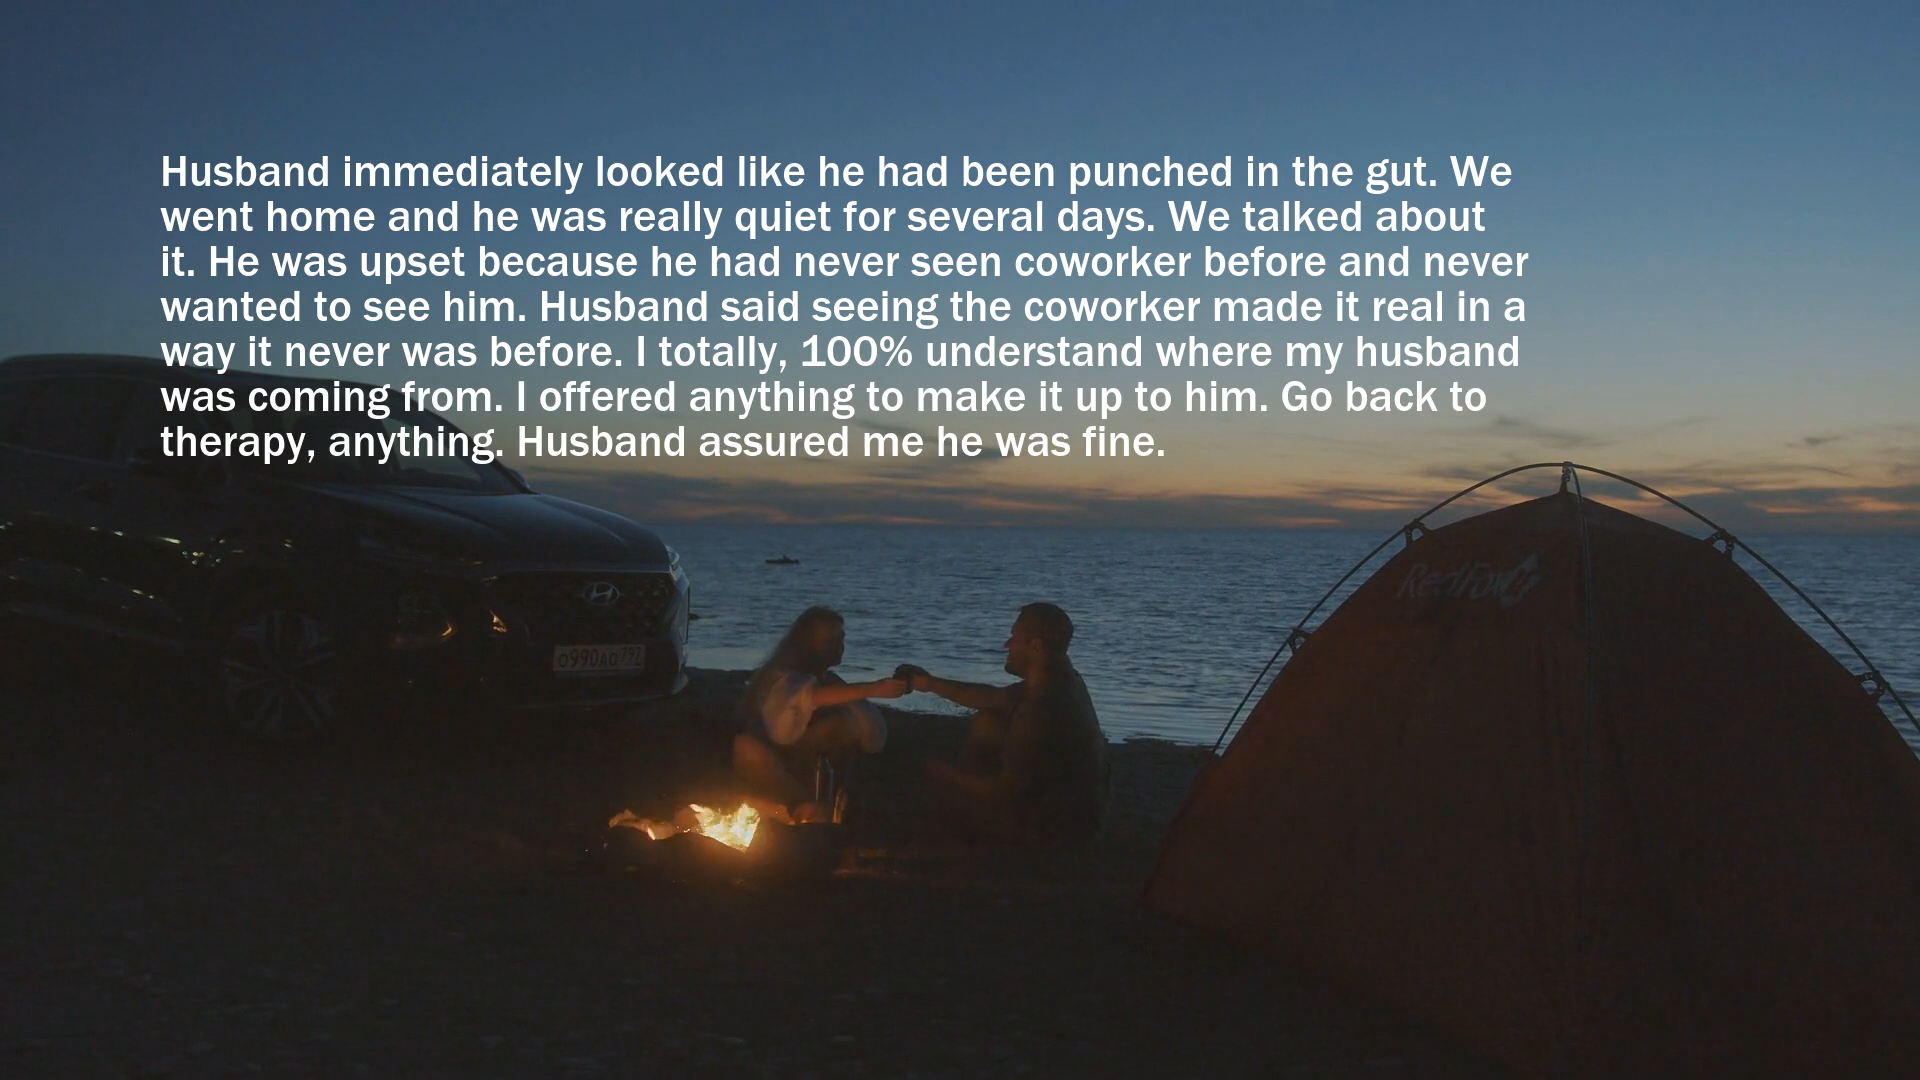 Husband immediately looked like he had been punched in the gut. We
went home and he was really quiet for several days. We talked about
it. He was upset because he had never seen coworker before and never
wanted to see him. Husband said seeing the coworker made it real in a
way it never was before. I totally, 100% understand where my husband
was coming from. I offered anything to make it up to him. Go back to
therapy, anything. Husband assured me he was fine.
RedFox
О990АО797